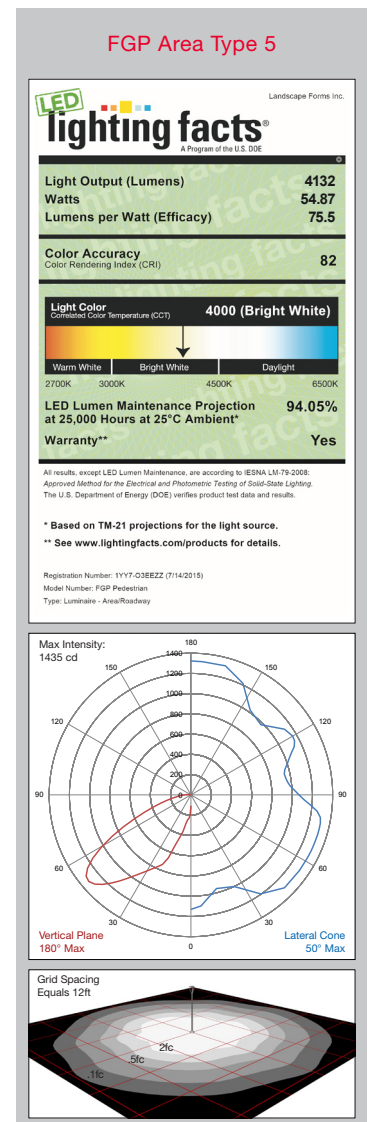 FGP Area Type 5
LED
Landscape Forms Inc.
lighting facts®
A Program of the U.S. DOE
Light Output (Lumens) 4132
Watts 54.87
Lumens per Watt (Efficacy) 75.5
Color Accuracy
Color Rendering Index (CRI) 82
Light Color
Correlated Color Temperature (CCT) 4000 (Bright White)
Warm White Bright White Daylight
2700K 3000K 4500K 6500K
LED Lumen Maintenance Projection 94.05%
at 25,000 Hours at 25°C Ambient*
Warranty** Yes
All results, except LED Lumen Maintenance, are according to IESNA LM-79-2008:
Approved Method for the Electrical and Photometric Testing of Solid-State Lighting.
The U.S. Department of Energy (DOE) verifies product test data and results.
* Based on TM-21 projections for the light source.
** See www.lightingfacts.com/products for details.
Registration Number: 1YY7-O3EEZZ (7/14/2015)
Model Number: FGP Pedestrian
Type: Luminaire - Area/Roadway
Max Intensity:
1435 cd
180
1400
150 1200 150
1000
120 800 120
600
400
200
90 0 90
60 60
30 30
0
Vertical Plane
180° Max
Lateral Cone
50° Max
Grid Spacing
Equals 12ft
2fc
.5fc
.1fc